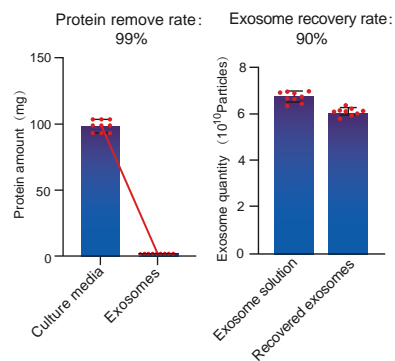 Protein remove rate:
99%
Protein amount (mg)
150
100
50
0
Culture media
Exosomes
Exosome recovery rate:
90%
Exosome quantity (10¹⁰Particles)
8
6
4
2
0
Exosome solution
Recovered exosomes